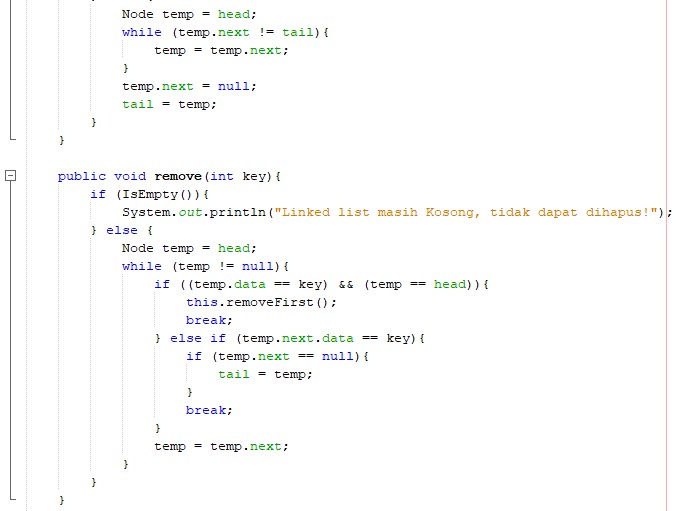 Node temp = head;
while (temp.next != tail){
temp = temp.next;
}
temp.next = null;
tail = temp;
}
}
public void remove(int key){
if (IsEmpty()){
System.out.println("Linked list masih Kosong, tidak dapat dihapus!");
} else {
Node temp = head;
while (temp != null){
if ((temp.data == key) && (temp == head)){
this.removeFirst();
break;
} else if (temp.next.data == key){
if (temp.next == null){
tail = temp;
}
break;
}
temp = temp.next;
}
}
}